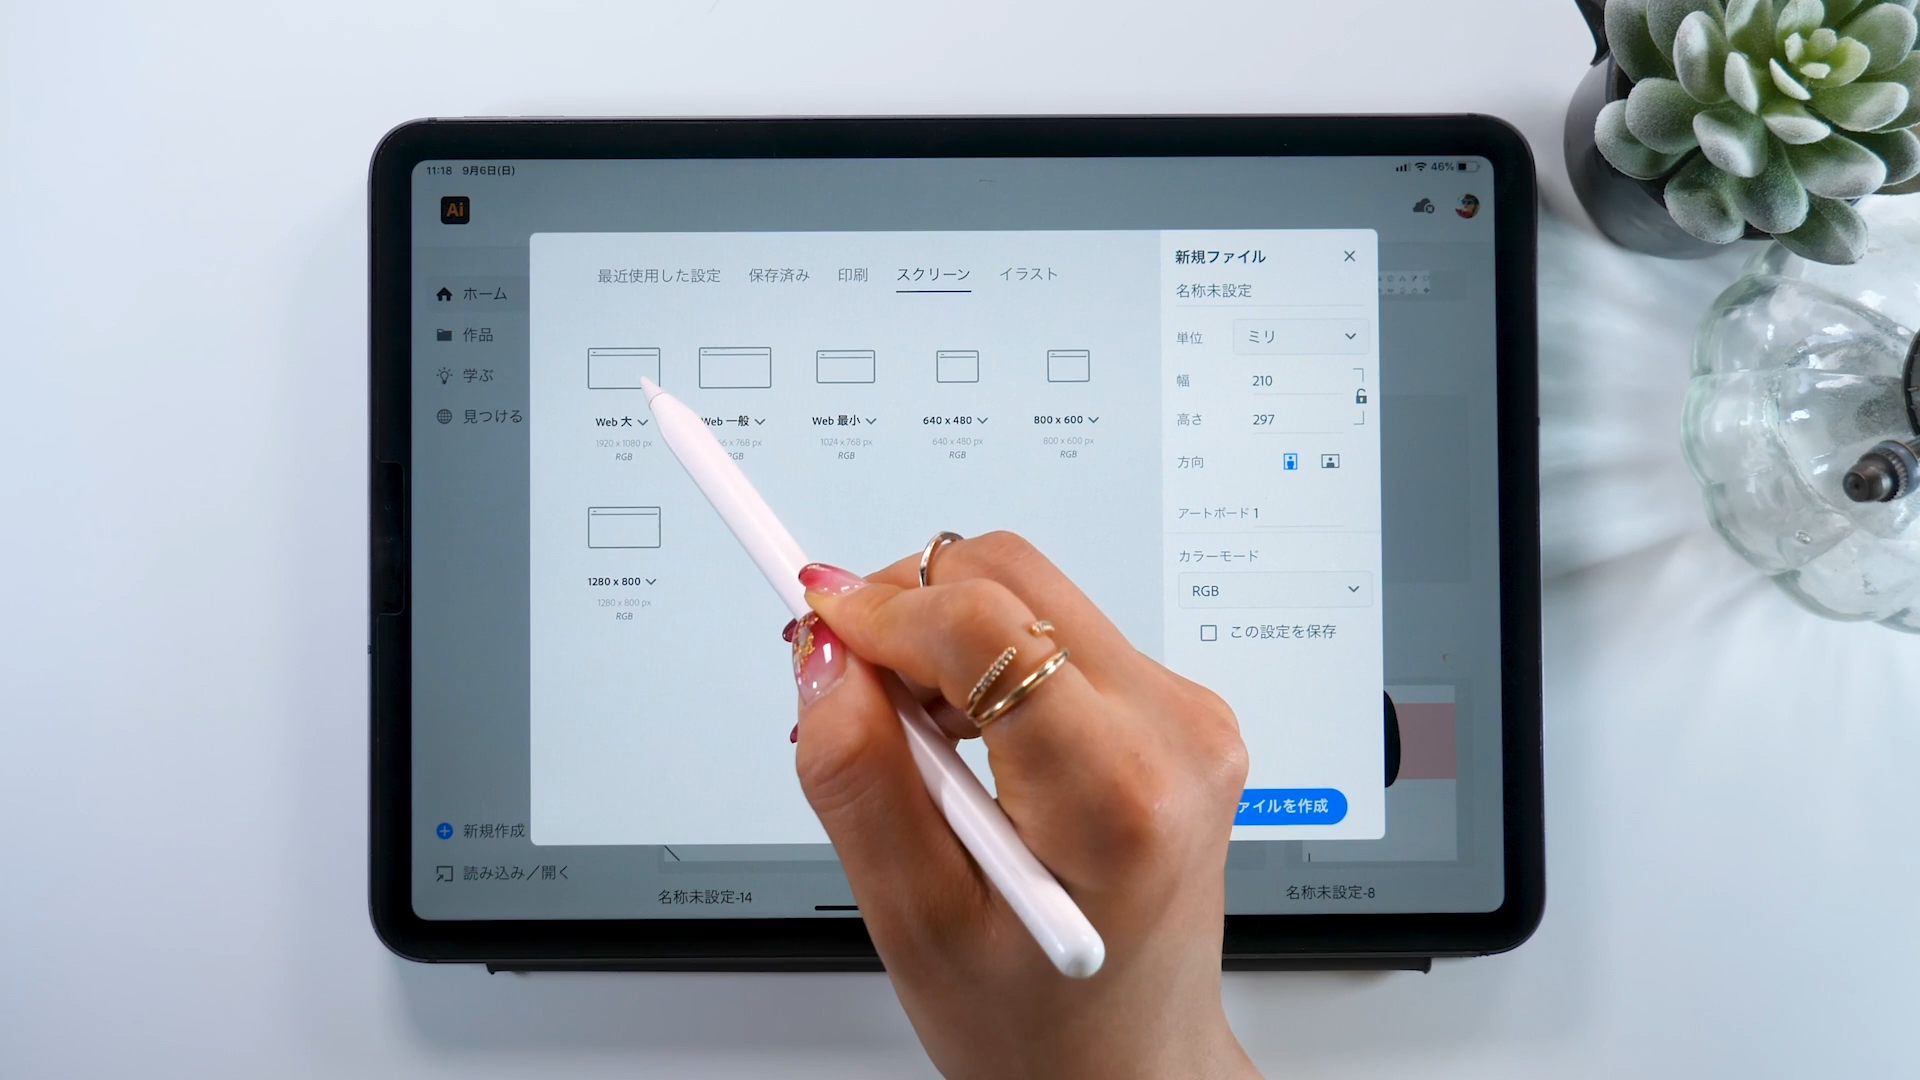 11:18 9月6日(日)
46%
Ai
ホーム
作品
学ぶ
見つける
新規作成
読み込み／開く
最近使用した設定 保存済み 印刷 スクリーン イラスト
Web 大
1920 x 1080 px
RGB
Web 一般
66 x 768 px
RGB
Web 最小
1024 x 768 px
RGB
640 x 480
640 x 480 px
RGB
800 x 600
800 x 600 px
RGB
1280 x 800
1280 x 800 px
RGB
新規ファイル
名称未設定
単位 ミリ
幅 210
高さ 297
方向
アートボード 1
カラーモード
RGB
この設定を保存
ァイルを作成
名称未設定-14
名称未設定-8